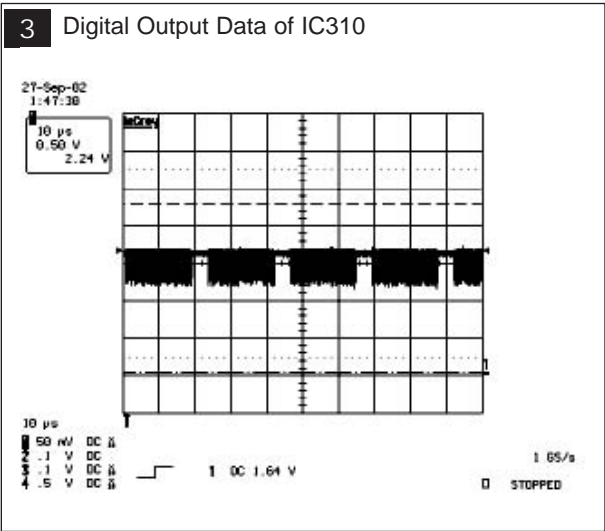 3 Digital Output Data of IC310
27-Sep-02
1:47:38
1
10 µs
0.50 V
2.24 V
LeCroy
1
10 µs
1 50 mV DC
2 .1 V DC
3 .1 V DC
4 .5 V DC
1 DC 1.64 V
1 GS/s
STOPPED